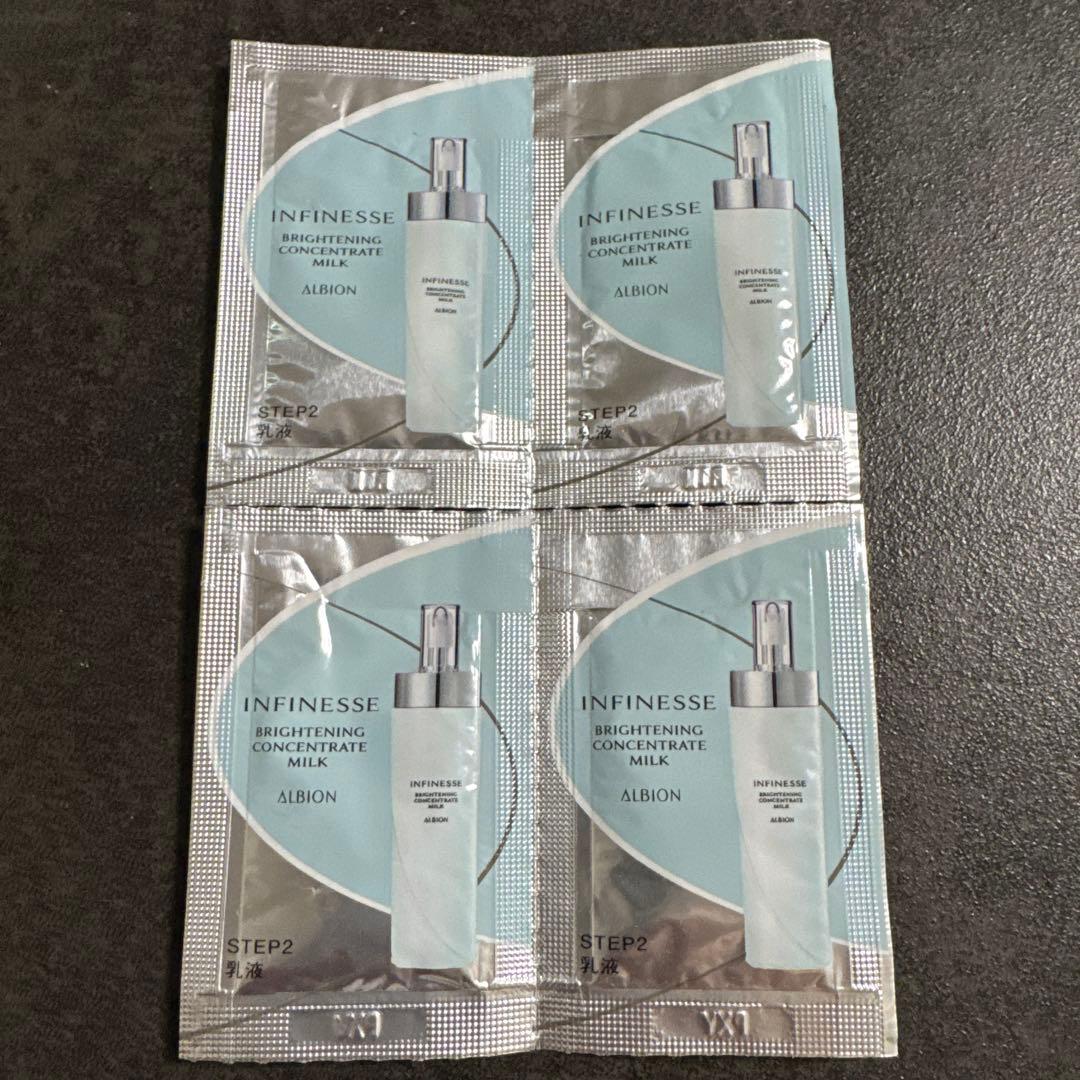 INFINESSE
BRIGHTENING
CONCENTRATE
MILK
ALBION
INFINESSE
BRIGHTENING
CONCENTRATE
MILK
ALBION
STEP2
乳液
INFINESSE
BRIGHTENING
CONCENTRATE
MILK
ALBION
INFINESSE
BRIGHTENING
CONCENTRATE
MILK
ALBION
STEP2
乳液
INFINESSE
BRIGHTENING
CONCENTRATE
MILK
ALBION
INFINESSE
BRIGHTENING
CONCENTRATE
MILK
ALBION
STEP2
乳液
INFINESSE
BRIGHTENING
CONCENTRATE
MILK
ALBION
INFINESSE
BRIGHTENING
CONCENTRATE
MILK
ALBION
STEP2
乳液